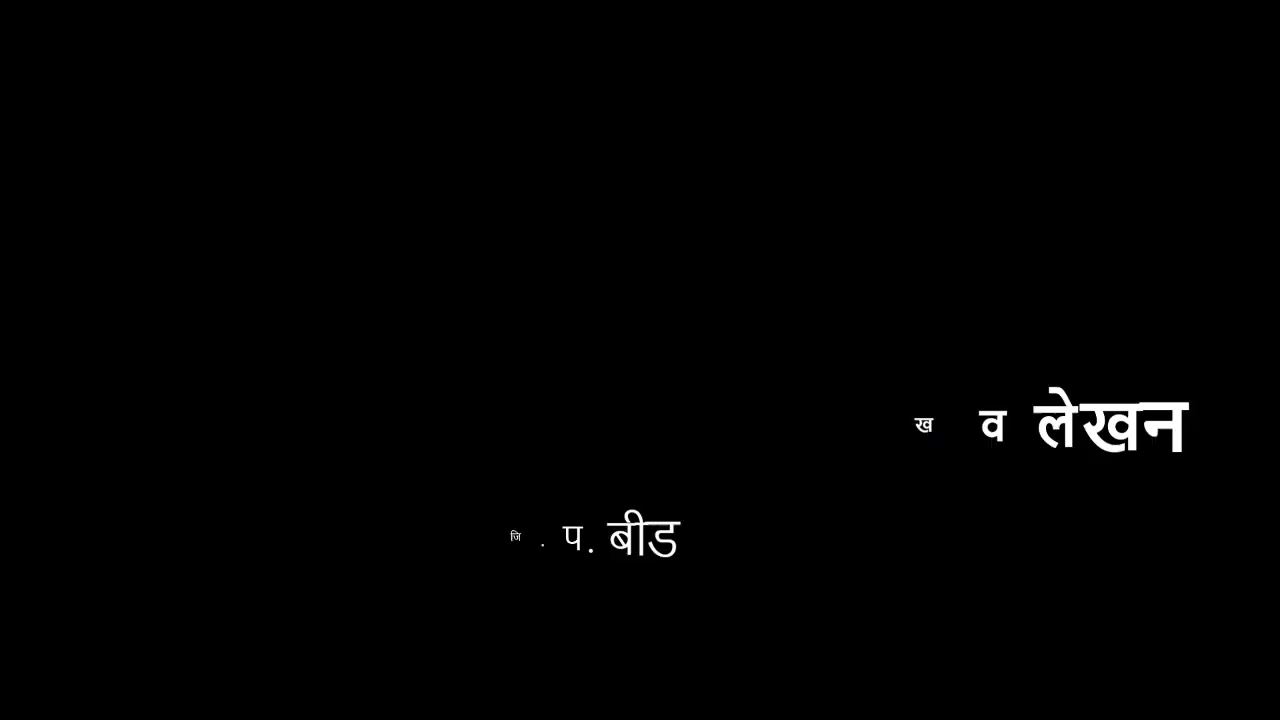 ख व लेखन
जि . प. बीड